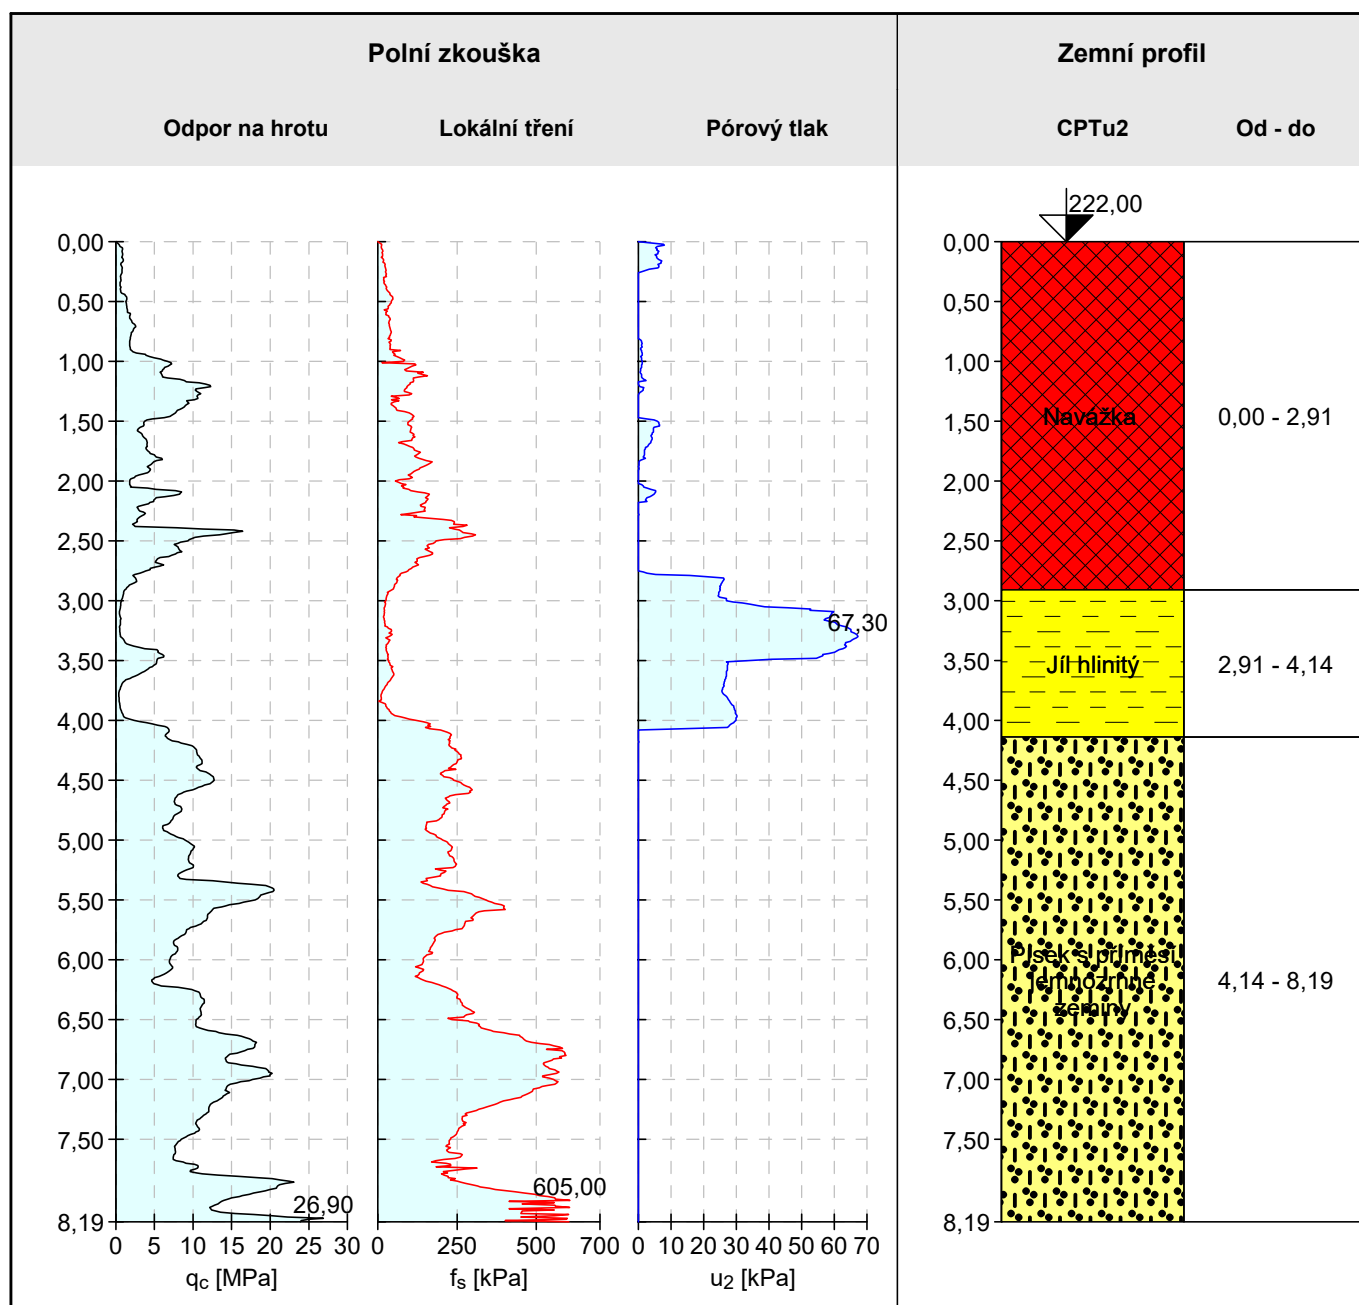 Polní zkouška
Zemní profil
Odpor na hrotu
Lokální tření
Pórový tlak
CPTu2
Od - do
222,00
0,00
0,50
1,00
1,50
2,00
2,50
3,00
3,50
4,00
4,50
5,00
5,50
6,00
6,50
7,00
7,50
8,19
26,90
0 5 10 15 20 25 30
qc [MPa]
605,00
0 250 500 700
fs [kPa]
67,30
0 10 20 30 40 50 60 70
u2 [kPa]
0,00
0,50
1,00
1,50
2,00
2,50
3,00
3,50
4,00
4,50
5,00
5,50
6,00
6,50
7,00
7,50
8,19
Navážka
0,00 - 2,91
Jíl hlinitý
2,91 - 4,14
Písek s příměsí
jemnozrnné
zeminy
4,14 - 8,19